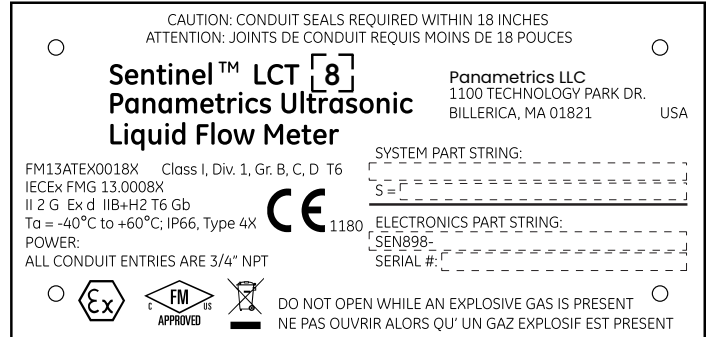 CAUTION: CONDUIT SEALS REQUIRED WITHIN 18 INCHES
ATTENTION: JOINTS DE CONDUIT REQUIS MOINS DE 18 POUCES
Sentinel™ LCT 8
Panametrics Ultrasonic
Liquid Flow Meter
Panametrics LLC
1100 TECHNOLOGY PARK DR.
BILLERICA, MA 01821 USA
FM13ATEX0018X Class I, Div. 1, Gr. B, C, D T6
IECEx FMG 13.0008X
II 2 G Ex d IIB+H2 T6 Gb
Ta = -40°C to +60°C; IP66, Type 4X
POWER:
ALL CONDUIT ENTRIES ARE 3/4" NPT
CE 1180
SYSTEM PART STRING:
S =
ELECTRONICS PART STRING:
SEN898-
SERIAL #:
Ex
C FM US
APPROVED
DO NOT OPEN WHILE AN EXPLOSIVE GAS IS PRESENT
NE PAS OUVRIR ALORS QU' UN GAZ EXPLOSIF EST PRESENT